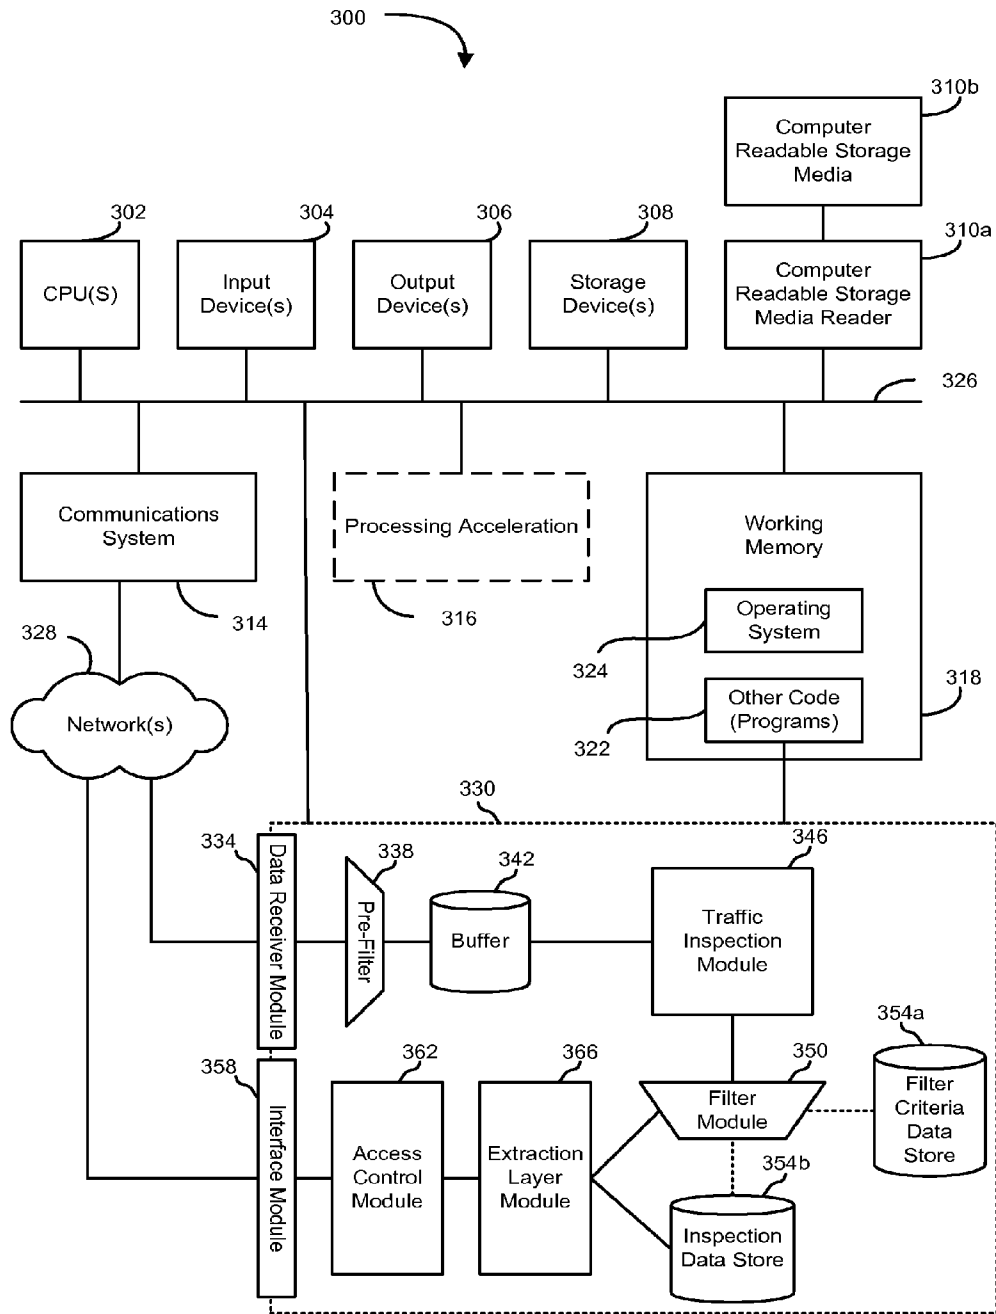 300
310b
Computer
Readable Storage
Media
302
304
306
308
310a
CPU(S)
Input
Device(s)
Output
Device(s)
Storage
Device(s)
Computer
Readable Storage
Media Reader
326
Communications
System
Processing Acceleration
Working
Memory
314
316
Operating
System
324
328
Network(s)
Other Code
(Programs)
322
318
330
334
338
342
346
Data Receiver Module
Pre-Filter
Buffer
Traffic
Inspection
Module
354a
358
362
366
350
Filter
Module
Filter
Criteria
Data
Store
Interface Module
Access
Control
Module
Extraction
Layer
Module
354b
Inspection
Data Store